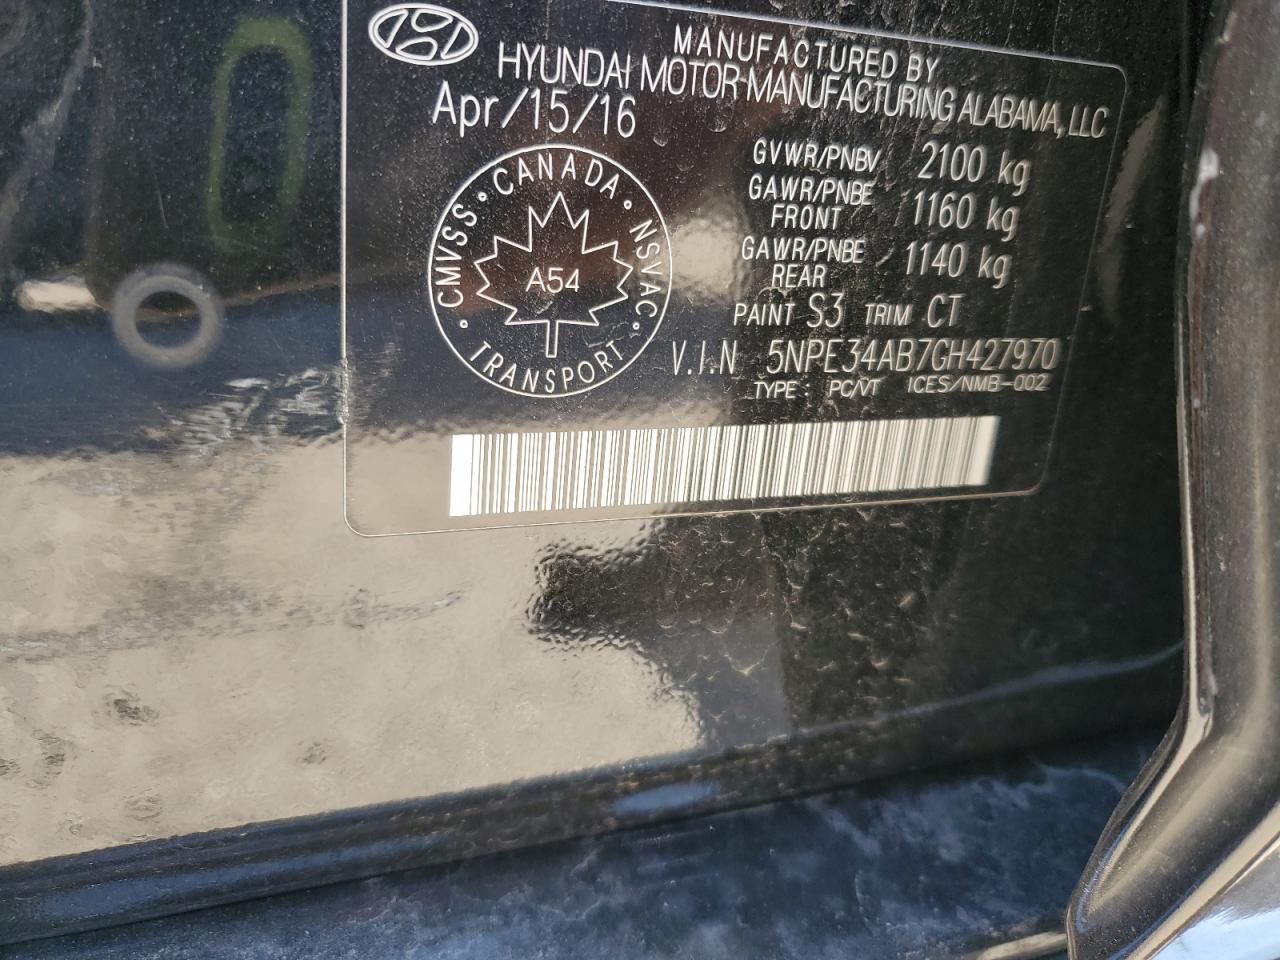 MANUFACTURED BY
HYUNDAI MOTOR MANUFACTURING ALABAMA, LLC
Apr/15/16
GVWR/PNBV 2100 kg
GAWR/PNBE FRONT 1160 kg
GAWR/PNBE REAR 1140 kg
CANADA · NSVAC · TRANSPORT · CMVSS ·
A54
PAINT S3 TRIM CT
V.I.N 5NPE34AB7GH427970
TYPE : PC/VT ICES/NMB-002